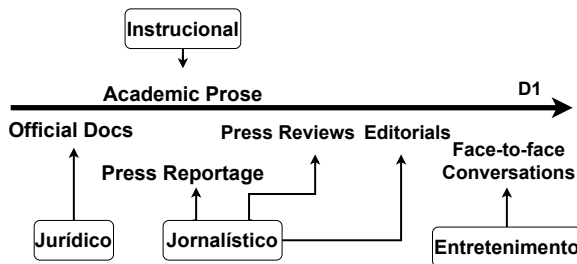 Instrucional
Academic Prose
D1
Official Docs
Press Reviews
Editorials
Press Reportage
Face-to-face
Conversations
Jurídico
Jornalístico
Entretenimento